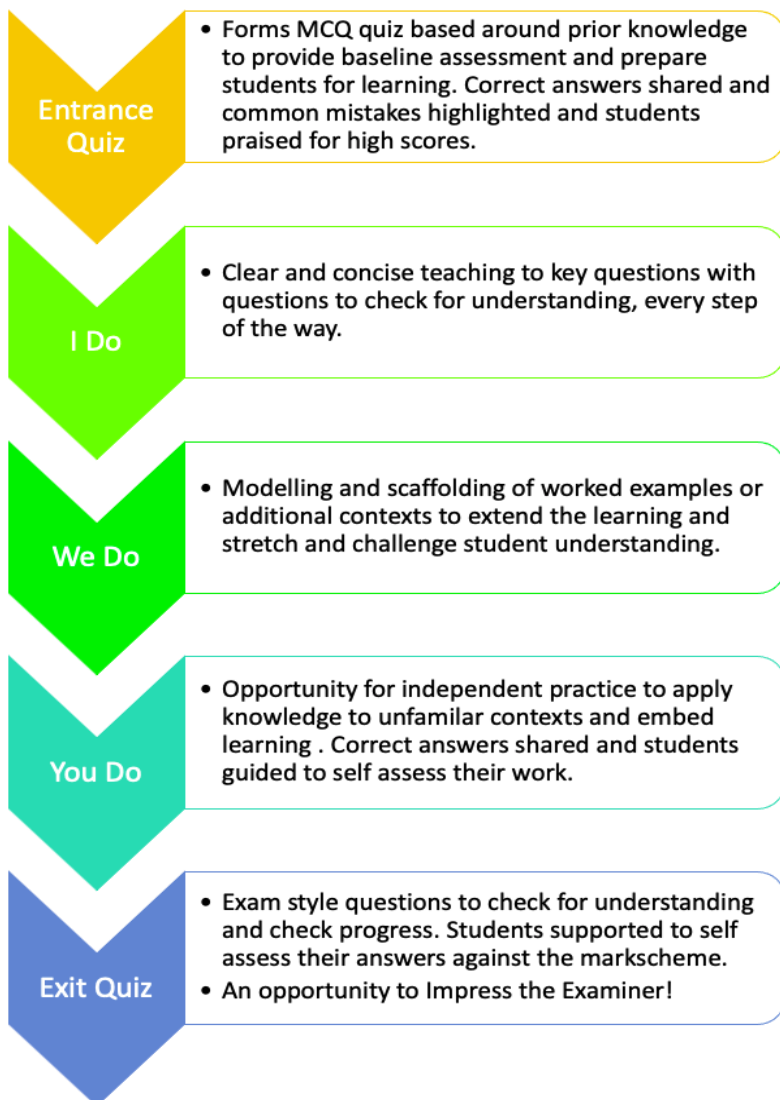 Entrance
Quiz
• Forms MCQ quiz based around prior knowledge
to provide baseline assessment and prepare
students for learning. Correct answers shared and
common mistakes highlighted and students
praised for high scores.
I Do
• Clear and concise teaching to key questions with
questions to check for understanding, every step
of the way.
We Do
• Modelling and scaffolding of worked examples or
additional contexts to extend the learning and
stretch and challenge student understanding.
You Do
• Opportunity for independent practice to apply
knowledge to unfamilar contexts and embed
learning . Correct answers shared and students
guided to self assess their work.
Exit Quiz
• Exam style questions to check for understanding
and check progress. Students supported to self
assess their answers against the markscheme.
• An opportunity to Impress the Examiner!